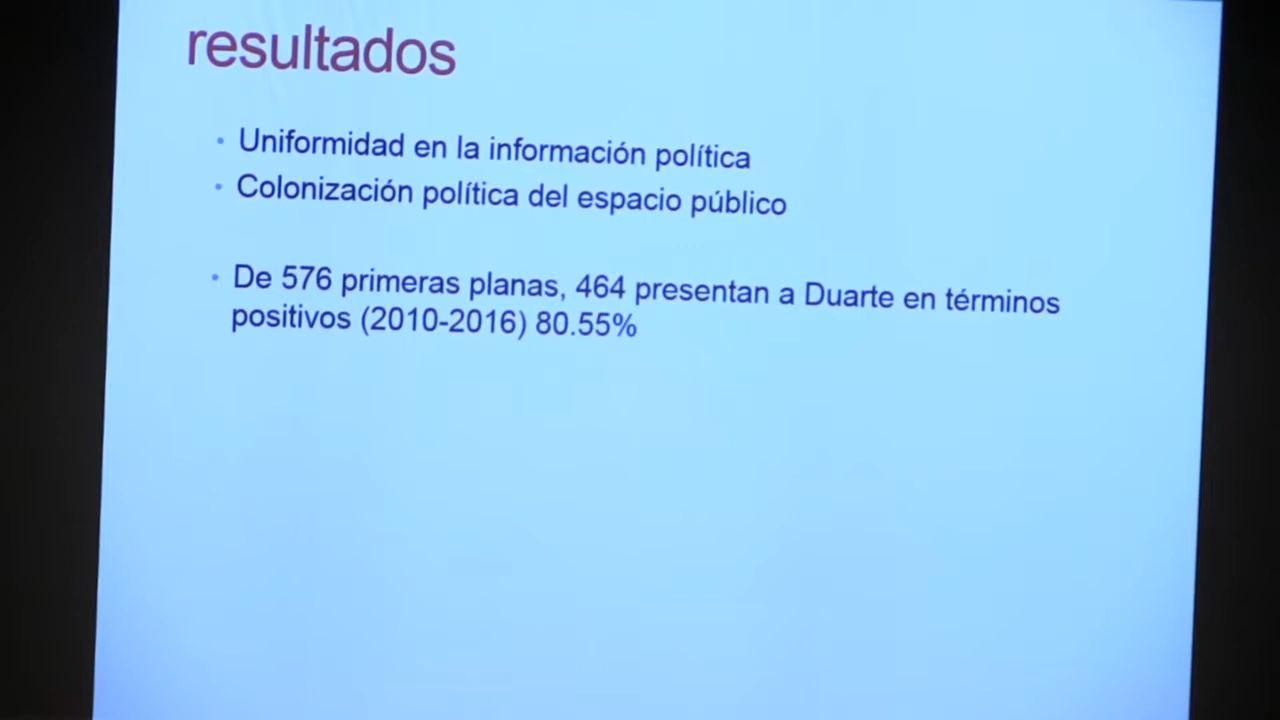 resultados
• Uniformidad en la información política
• Colonización política del espacio público
• De 576 primeras planas, 464 presentan a Duarte en términos
positivos (2010-2016) 80.55%